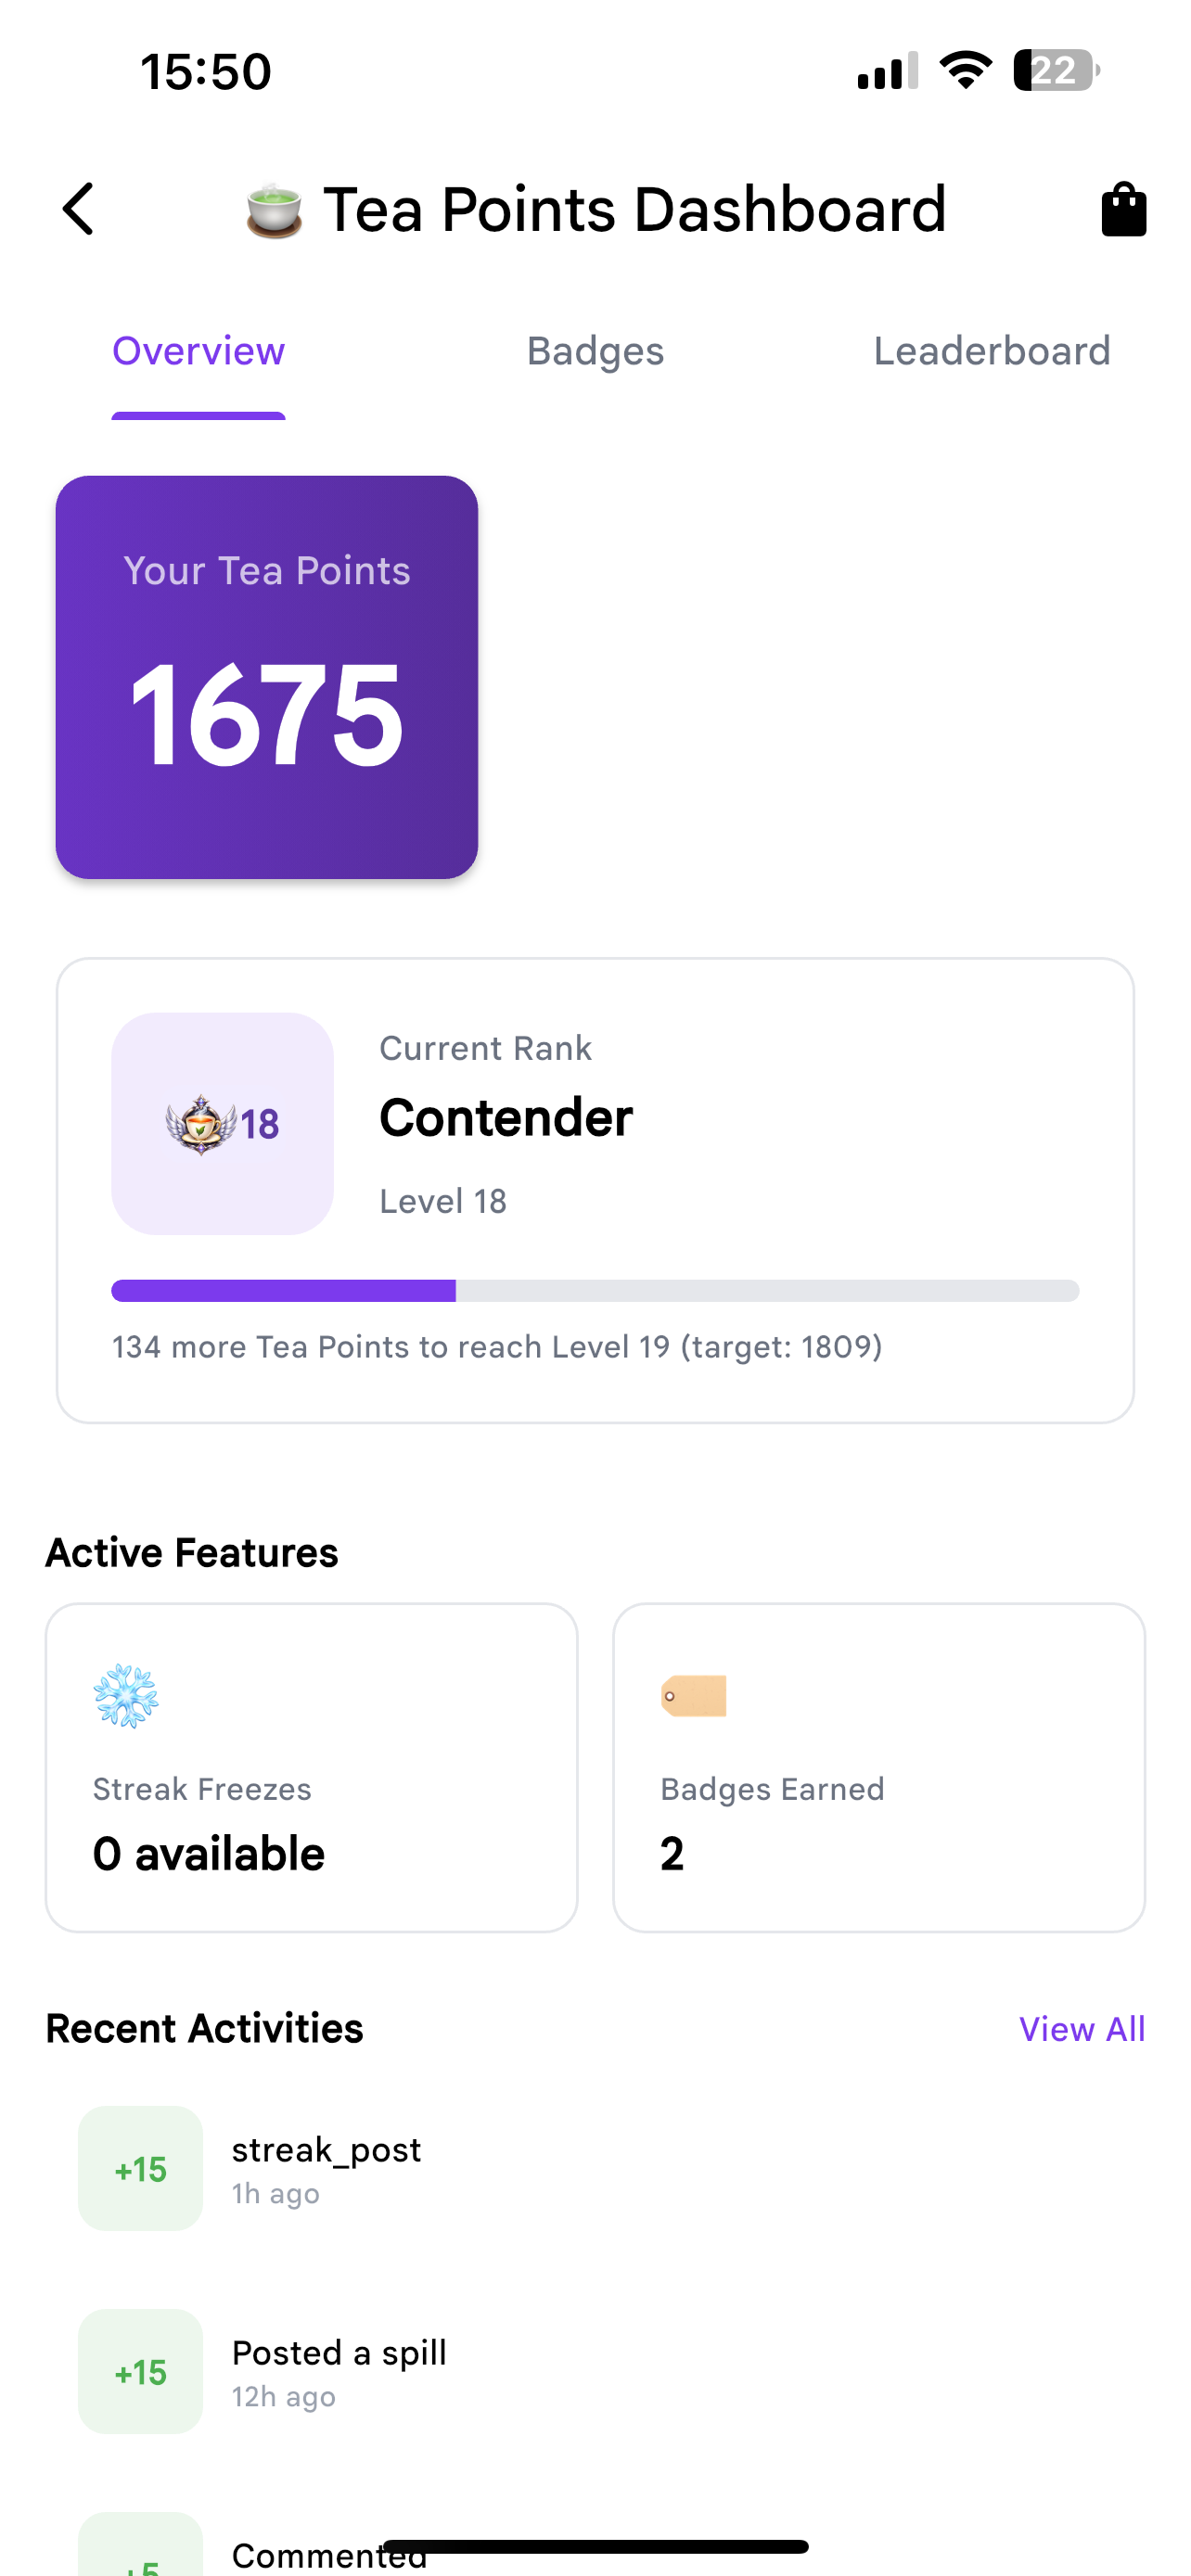 15:50
22
🍵 Tea Points Dashboard
Overview
Badges
Leaderboard
Your Tea Points
1675
18
Current Rank
Contender
Level 18
134 more Tea Points to reach Level 19 (target: 1809)
Active Features
Streak Freezes
0 available
Badges Earned
2
Recent Activities
View All
+15
streak_post
1h ago
+15
Posted a spill
12h ago
+5
Commented